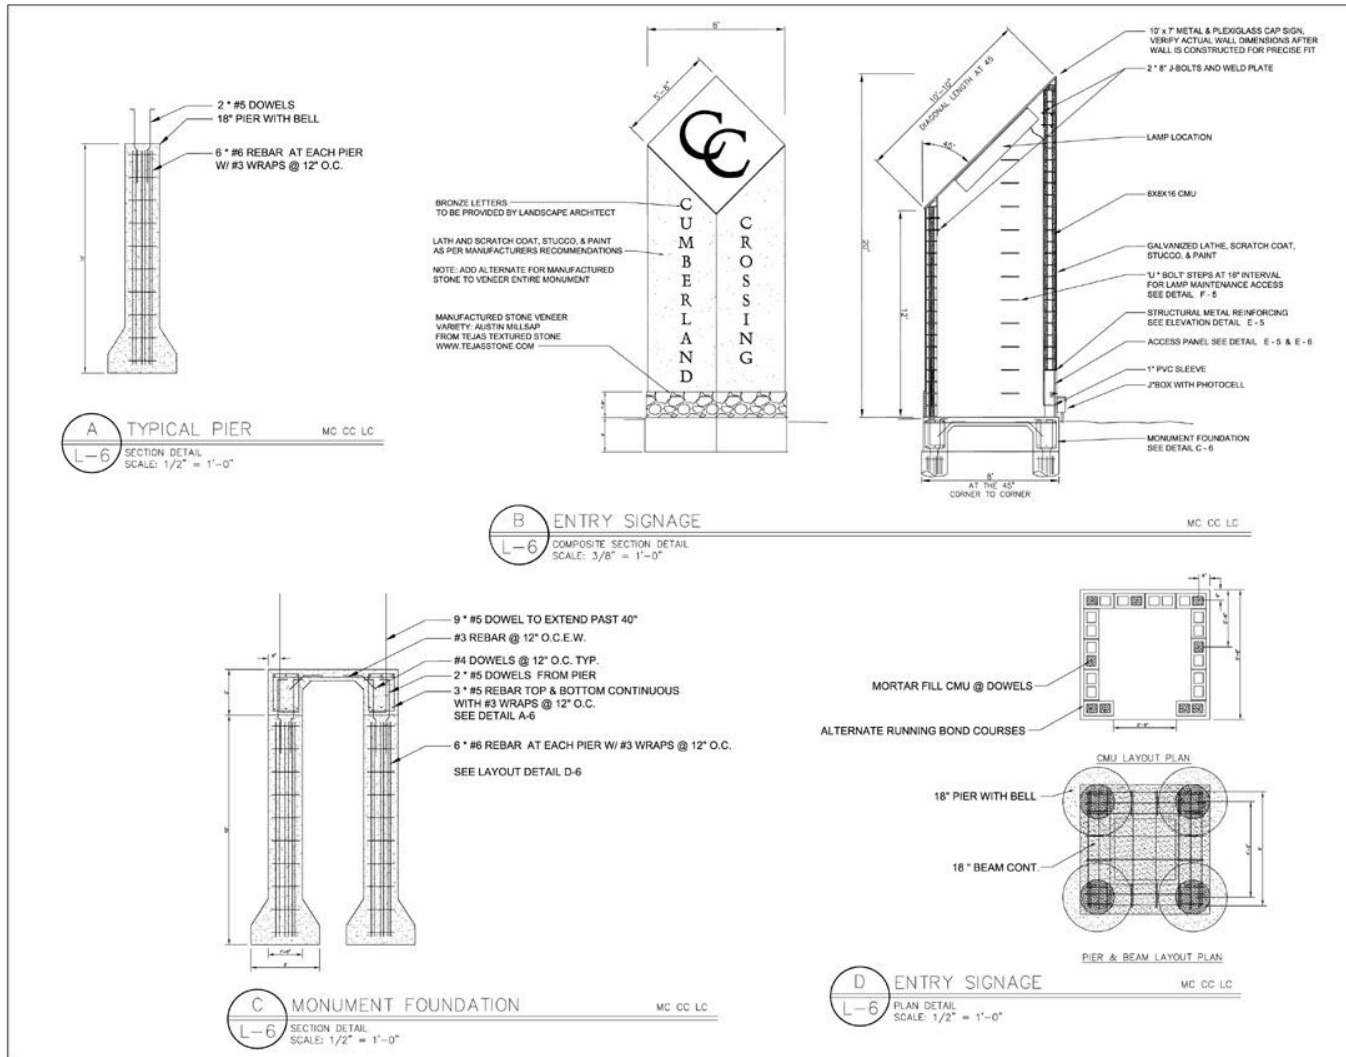 2 * #5 DOWELS
18" PIER WITH BELL
6 * #6 REBAR AT EACH PIER
W/ #3 WRAPS @ 12" O.C.
A
L-6
TYPICAL PIER
MC CC LC
SECTION DETAIL
SCALE: 1/2" = 1'-0"
8'
5'-8"
CC
CUMBERLAND
CROSSING
BRONZE LETTERS
TO BE PROVIDED BY LANDSCAPE ARCHITECT
LATH AND SCRATCH COAT, STUCCO, & PAINT
AS PER MANUFACTURERS RECOMMENDATIONS
NOTE: ADD ALTERNATE FOR MANUFACTURED
STONE TO VENEER ENTIRE MONUMENT
MANUFACTURED STONE VENEER
VARIETY: AUSTIN MILLSAP
FROM TEJAS TEXTURED STONE
WWW.TEJASSTONE.COM
10'-10"
DIAGONAL LENGTH AT 45
45°
20'
12'
8'
AT THE 45°
CORNER TO CORNER
10' x 7' METAL & PLEXIGLASS CAP SIGN,
VERIFY ACTUAL WALL DIMENSIONS AFTER
WALL IS CONSTRUCTED FOR PRECISE FIT
2 * 8" J-BOLTS AND WELD PLATE
LAMP LOCATION
8X8X16 CMU
GALVANIZED LATHE, SCRATCH COAT,
STUCCO, & PAINT
'U * BOLT' STEPS AT 16" INTERVAL
FOR LAMP MAINTENANCE ACCESS
SEE DETAIL F - 5
STRUCTURAL METAL REINFORCING
SEE ELEVATION DETAIL E - 5
ACCESS PANEL SEE DETAIL E - 5 & E - 6
1" PVC SLEEVE
J*BOX WITH PHOTOCELL
MONUMENT FOUNDATION
SEE DETAIL C - 6
B
L-6
ENTRY SIGNAGE
MC CC LC
COMPOSITE SECTION DETAIL
SCALE: 3/8" = 1'-0"
9 * #5 DOWEL TO EXTEND PAST 40"
#3 REBAR @ 12" O.C.E.W.
#4 DOWELS @ 12" O.C. TYP.
2 * #5 DOWELS FROM PIER
3 * #5 REBAR TOP & BOTTOM CONTINUOUS
WITH #3 WRAPS @ 12" O.C.
SEE DETAIL A-6
6 * #6 REBAR AT EACH PIER W/ #3 WRAPS @ 12" O.C.
SEE LAYOUT DETAIL D-6
4"
C
L-6
MONUMENT FOUNDATION
MC CC LC
SECTION DETAIL
SCALE: 1/2" = 1'-0"
MORTAR FILL CMU @ DOWELS
ALTERNATE RUNNING BOND COURSES
CMU LAYOUT PLAN
18" PIER WITH BELL
18 " BEAM CONT.
PIER & BEAM LAYOUT PLAN
D
L-6
ENTRY SIGNAGE
MC CC LC
PLAN DETAIL
SCALE: 1/2" = 1'-0"